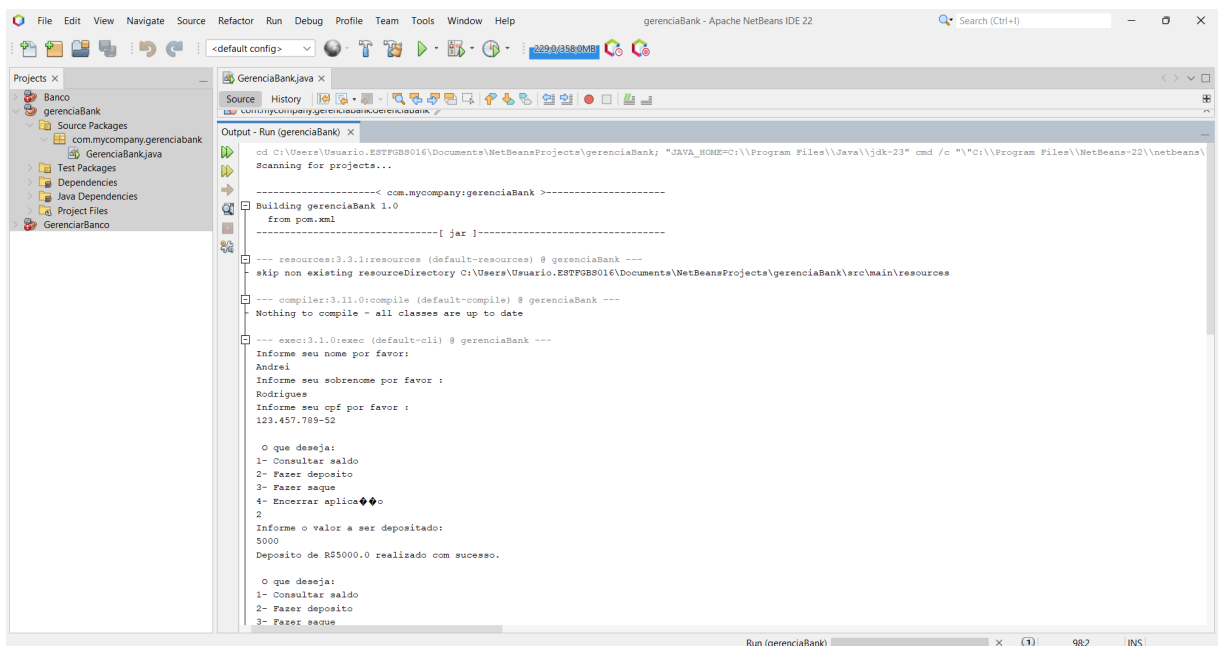 File Edit View Navigate Source Refactor Run Debug Profile Team Tools Window Help gerenciaBank - Apache NetBeans IDE 22 Search (Ctrl+I)
<default config> 229,0/358,0MB
Projects ×
Banco
gerenciaBank
Source Packages
com.mycompany.gerenciabank
GerenciaBank.java
Test Packages
Dependencies
Java Dependencies
Project Files
GerenciarBanco
GerenciaBank.java ×
Source History
com.mycompany.gerenciabank.GerenciaBank
Output - Run (gerenciaBank) ×
cd C:\Users\Usuario.ESTFGBS016\Documents\NetBeansProjects\gerenciaBank; "JAVA_HOME=C:\\Program Files\\Java\\jdk-23" cmd /c "\"C:\\Program Files\\NetBeans-22\\netbeans\
Scanning for projects...
--------------------< com.mycompany:gerenciaBank >--------------------
Building gerenciaBank 1.0
from pom.xml
-------------------------------[ jar ]--------------------------------
--- resources:3.3.1:resources (default-resources) @ gerenciaBank ---
skip non existing resourceDirectory C:\Users\Usuario.ESTFGBS016\Documents\NetBeansProjects\gerenciaBank\src\main\resources
--- compiler:3.11.0:compile (default-compile) @ gerenciaBank ---
Nothing to compile - all classes are up to date
--- exec:3.1.0:exec (default-cli) @ gerenciaBank ---
Informe seu nome por favor:
Andrei
Informe seu sobrenome por favor :
Rodrigues
Informe seu cpf por favor :
123.457.789-52
O que deseja:
1- Consultar saldo
2- Fazer deposito
3- Fazer saque
4- Encerrar aplica��o
2
Informe o valor a ser depositado:
5000
Deposito de R$5000.0 realizado com sucesso.
O que deseja:
1- Consultar saldo
2- Fazer deposito
3- Fazer saque
Run (gerenciaBank) (1) 98:2 INS